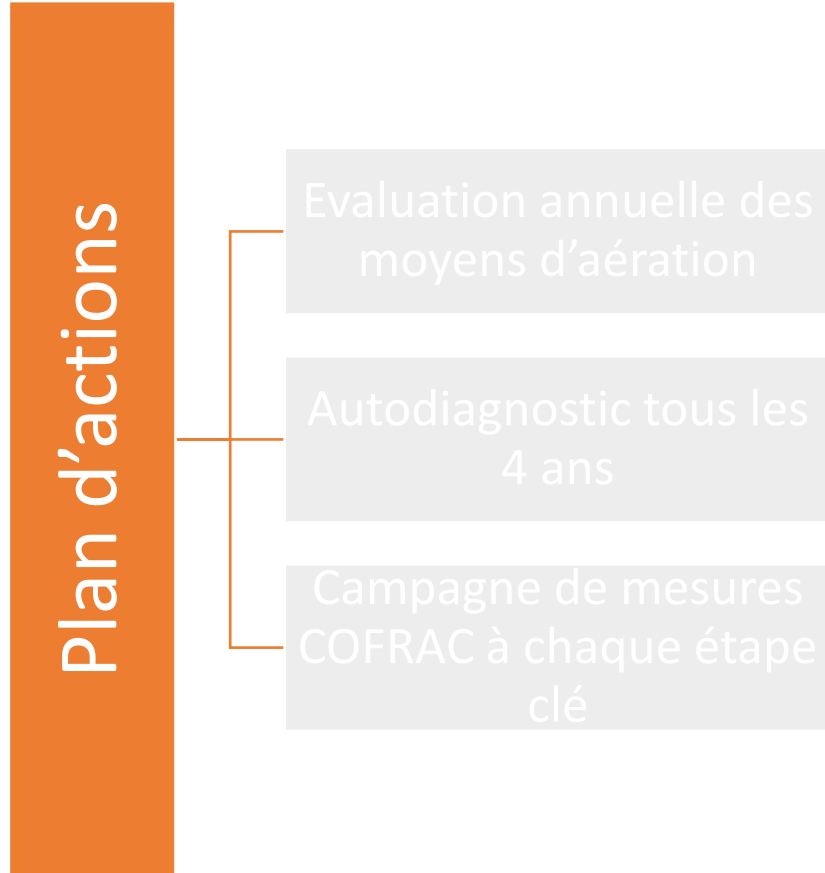 Plan d’actions
Evaluation annuelle des
moyens d’aération
Autodiagnostic tous les
4 ans
Campagne de mesures
COFRAC à chaque étape
clé